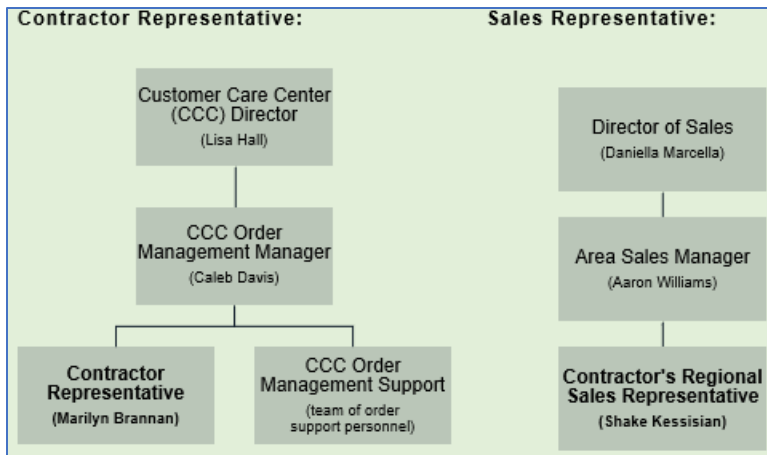 Contractor Representative:
Customer Care Center
(CCC) Director
(Lisa Hall)
CCC Order
Management Manager
(Caleb Davis)
Contractor
Representative
(Marilyn Brannan)
CCC Order
Management Support
(team of order
support personnel)
Sales Representative:
Director of Sales
(Daniella Marcella)
Area Sales Manager
(Aaron Williams)
Contractor's Regional
Sales Representative
(Shake Kessisian)